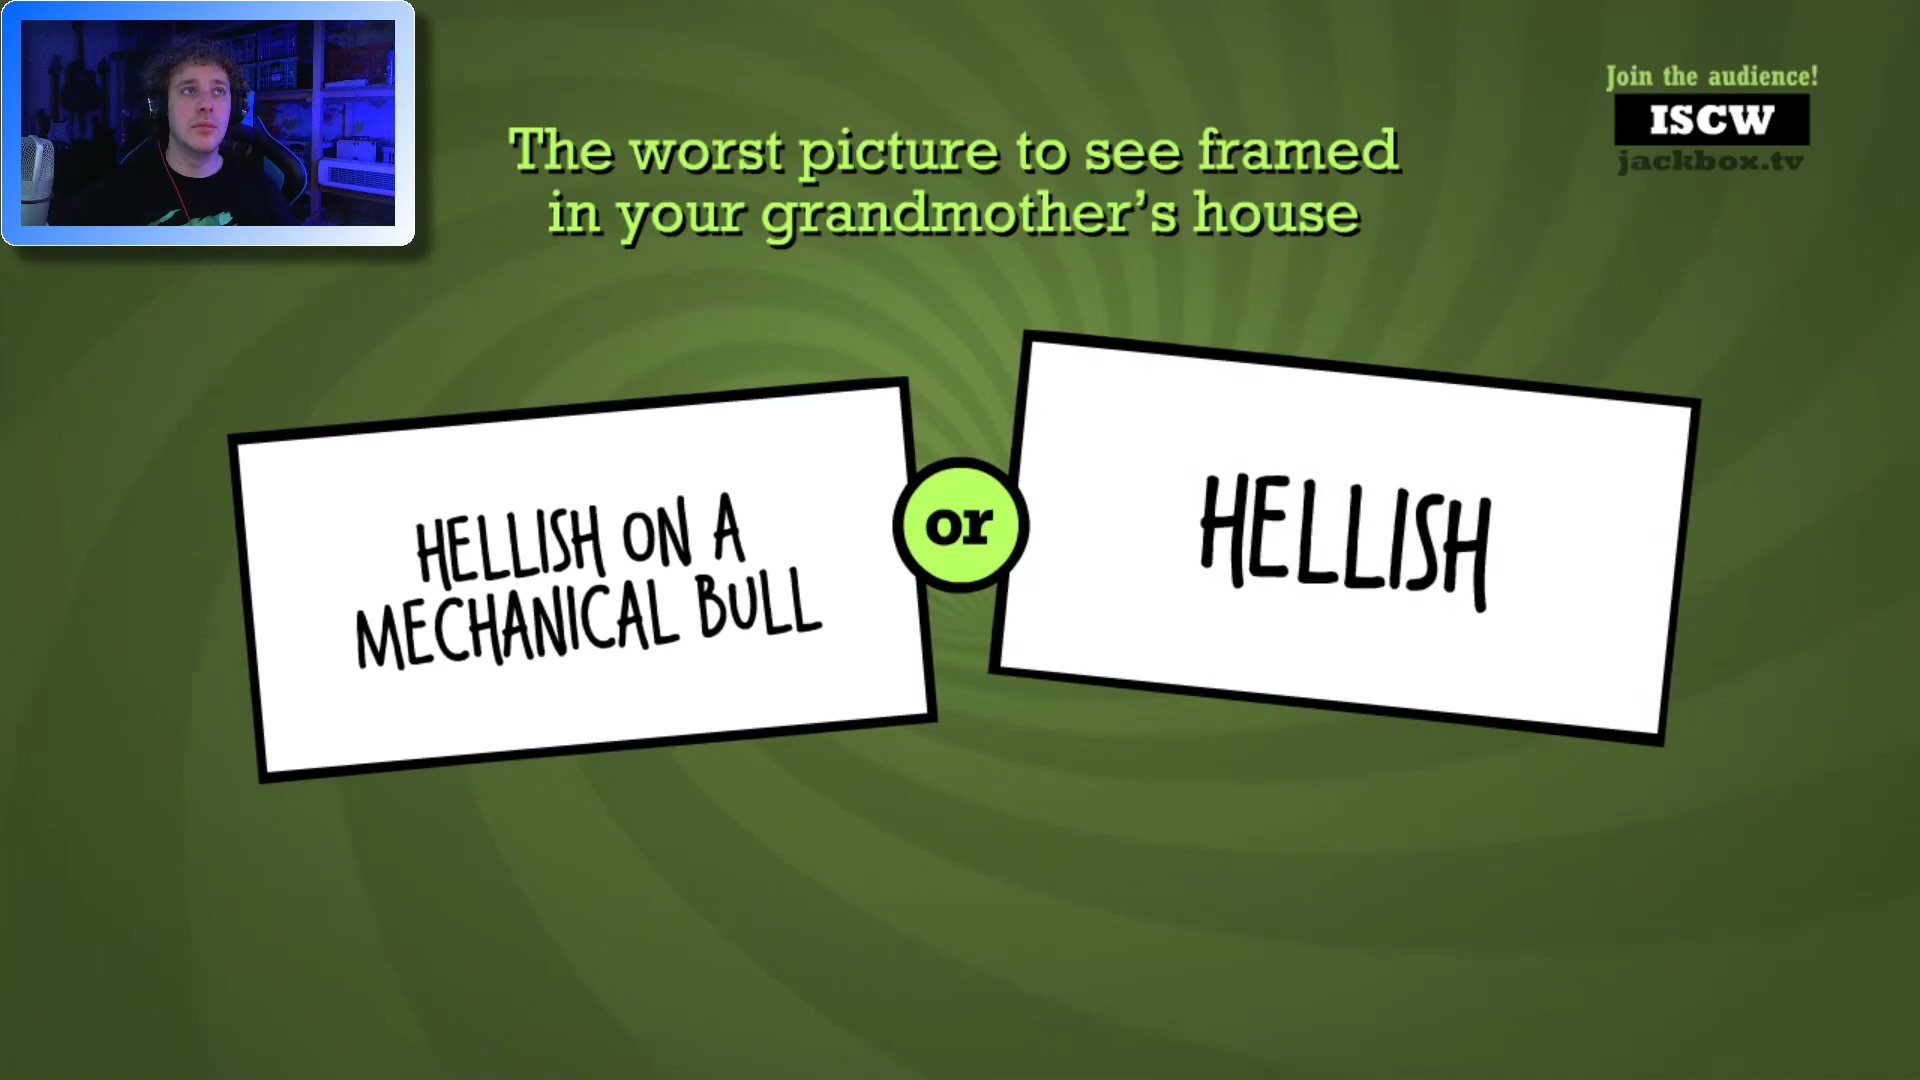 Join the audience!
ISCW
jackbox.tv
The worst picture to see framed
in your grandmother's house
HELLISH ON A
MECHANICAL BULL
or
HELLISH